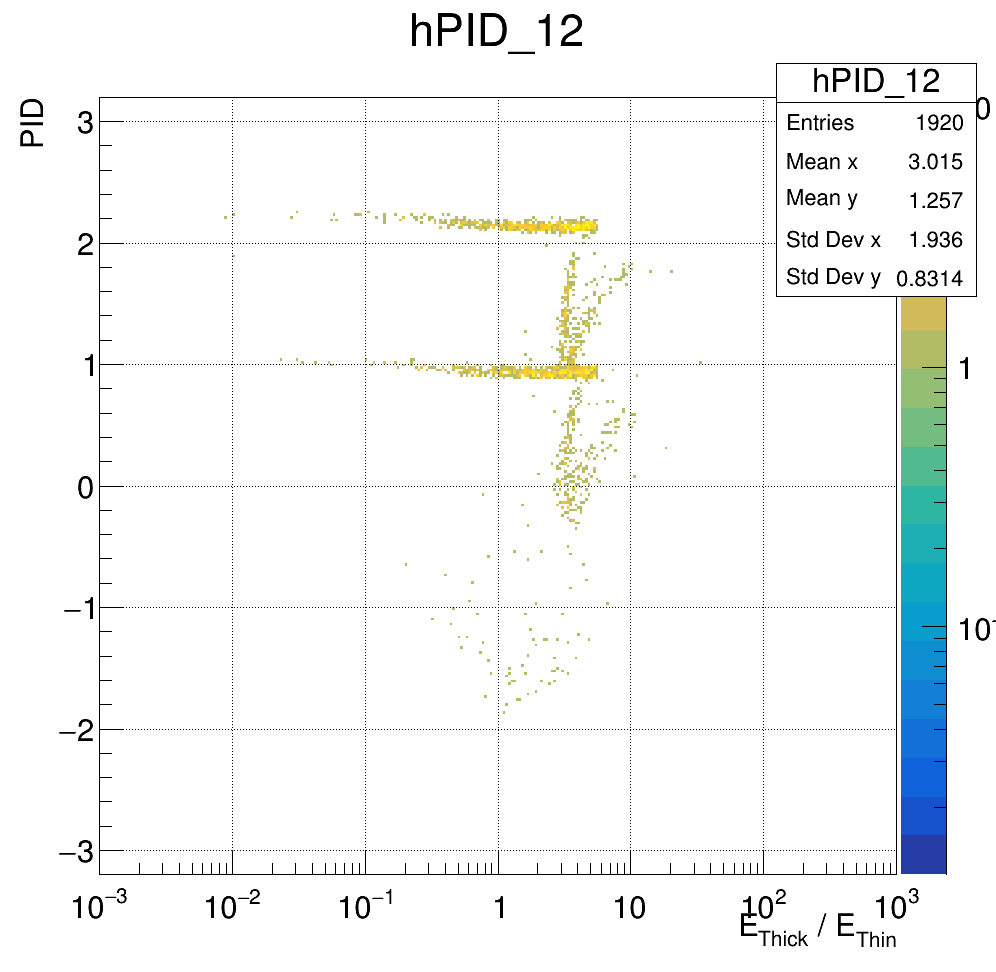 hPID_12
hPID_12
Entries 1920
Mean x 3.015
Mean y 1.257
Std Dev x 1.936
Std Dev y 0.8314
PID
3
2
1
0
−1
−2
−3
10⁻³ 10⁻² 10⁻¹ 1 10 10² 10³
E_Thick / E_Thin
0
1
10⁻